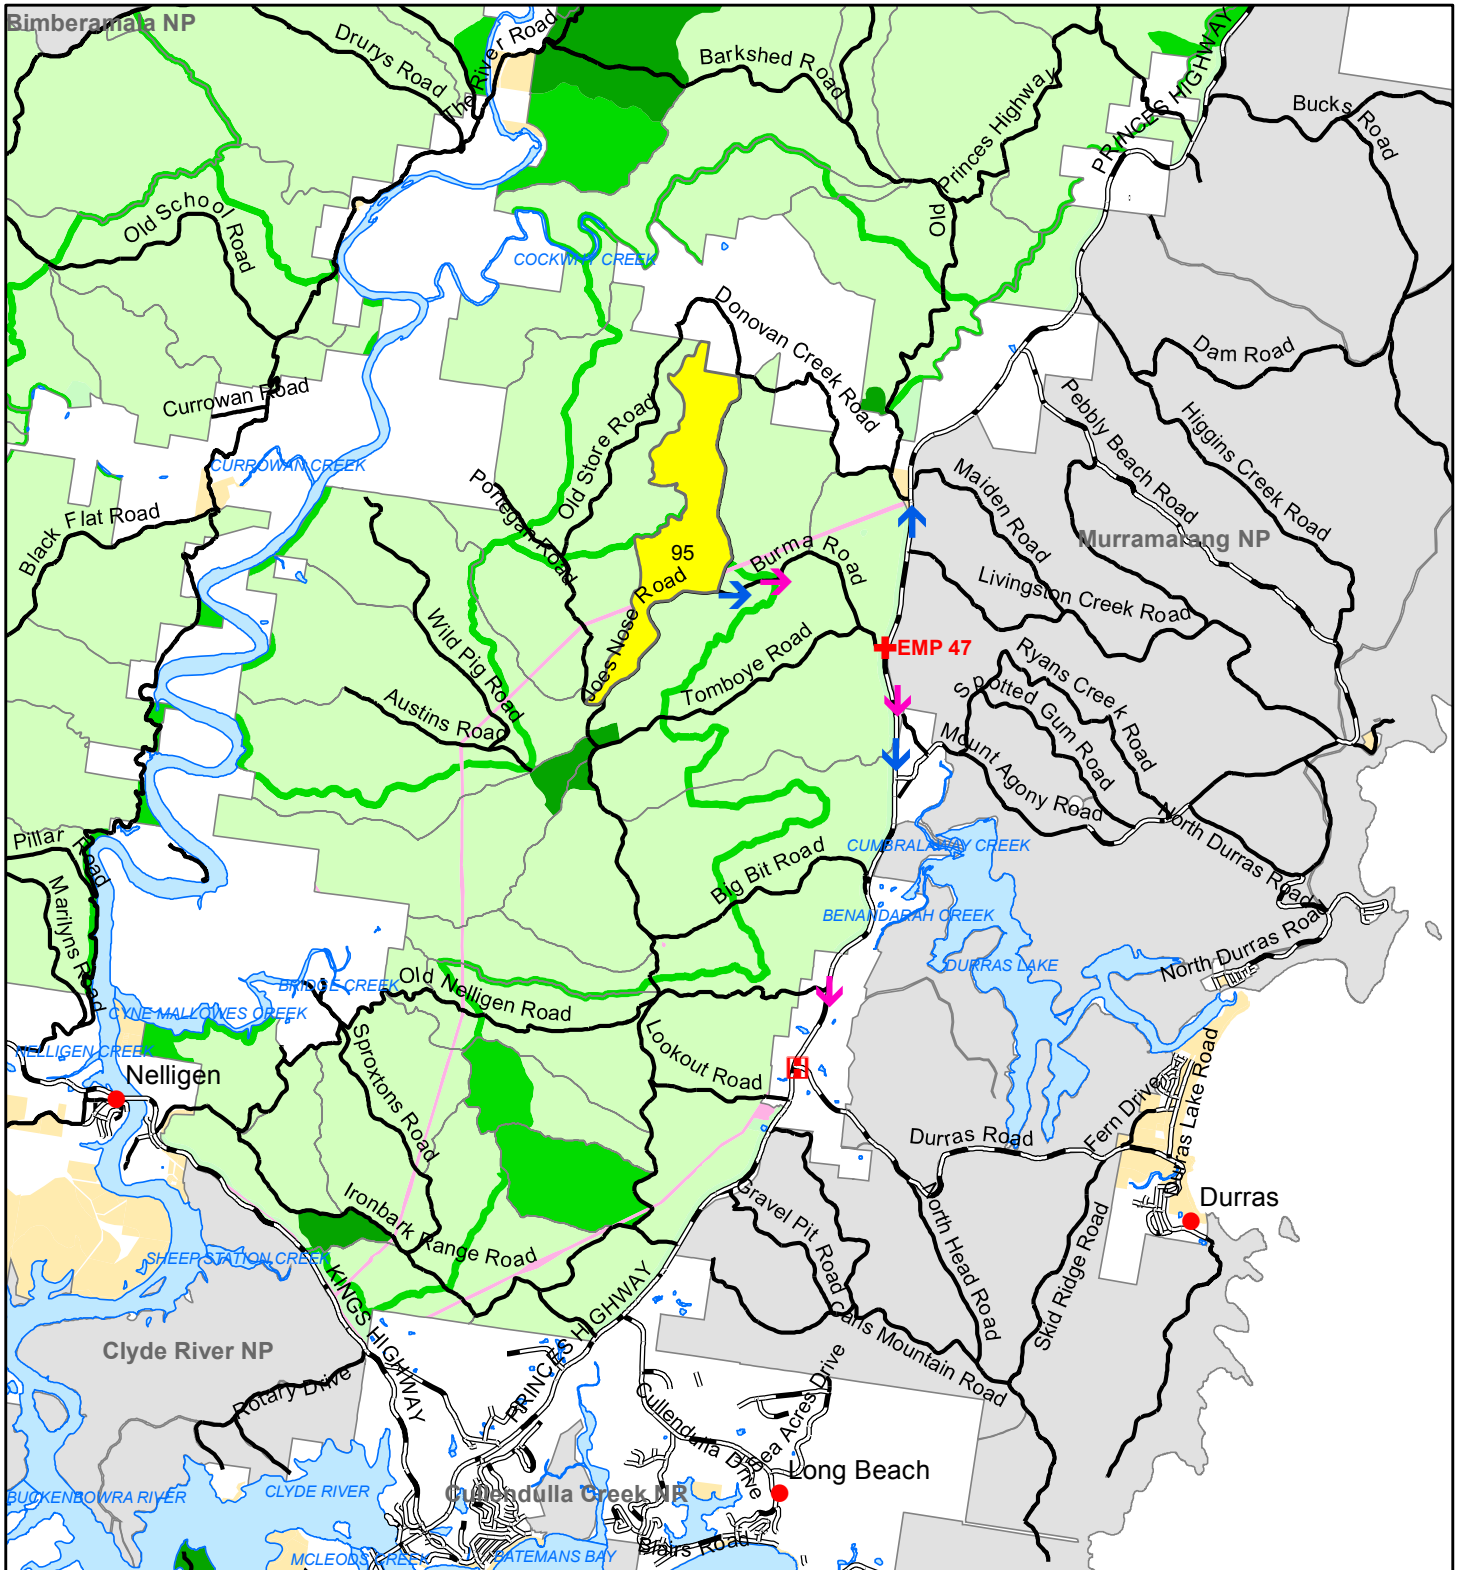 Bimberamala NP
Drurys Road
The River Road
Barkshed Road
Princes Highway
Old
PRINCES HIGHWAY
Bucks Road
Old School Road
COCKWHY CREEK
Donovan Creek Road
Dam Road
Currowan Road
Old Store Road
Pebbly Beach Road
Higgins Creek Road
CURROWAN CREEK
Portegan Road
Maiden Road
Black Flat Road
Murramarang NP
95
Burma Road
Livingston Creek Road
Joes Nose Road
Wild Pig Road
Tomboye Road
EMP 47
Ryans Creek Road
Spotted Gum Road
Austins Road
Mount Agony Road
Pillar Road
North Durras Road
CUMBRALAWAY CREEK
Big Bit Road
Marilyns Road
BENANDARAH CREEK
North Durras Road
DURRAS LAKE
BRIDGE CREEK
Old Nelligen Road
CYNE MALLOWES CREEK
NELLIGEN CREEK
Nelligen
Sproxtons Road
Lookout Road
H
Durras Road
Fern Drive
Durras Lake Road
Durras
Ironbark Range Road
Gravel Pit Road
North Head Road
Skid Ridge Road
SHEEP STATION CREEK
KINGS HIGHWAY
PRINCES HIGHWAY
Clyde River NP
Cans Mountain Road
Rotary Drive
Cullendulla Drive
Sea Acres Drive
Long Beach
BUCKENBOWRA RIVER
CLYDE RIVER
Cullendulla Creek NR
MCLEODS CREEK
BATEMANS BAY
Blairs Road